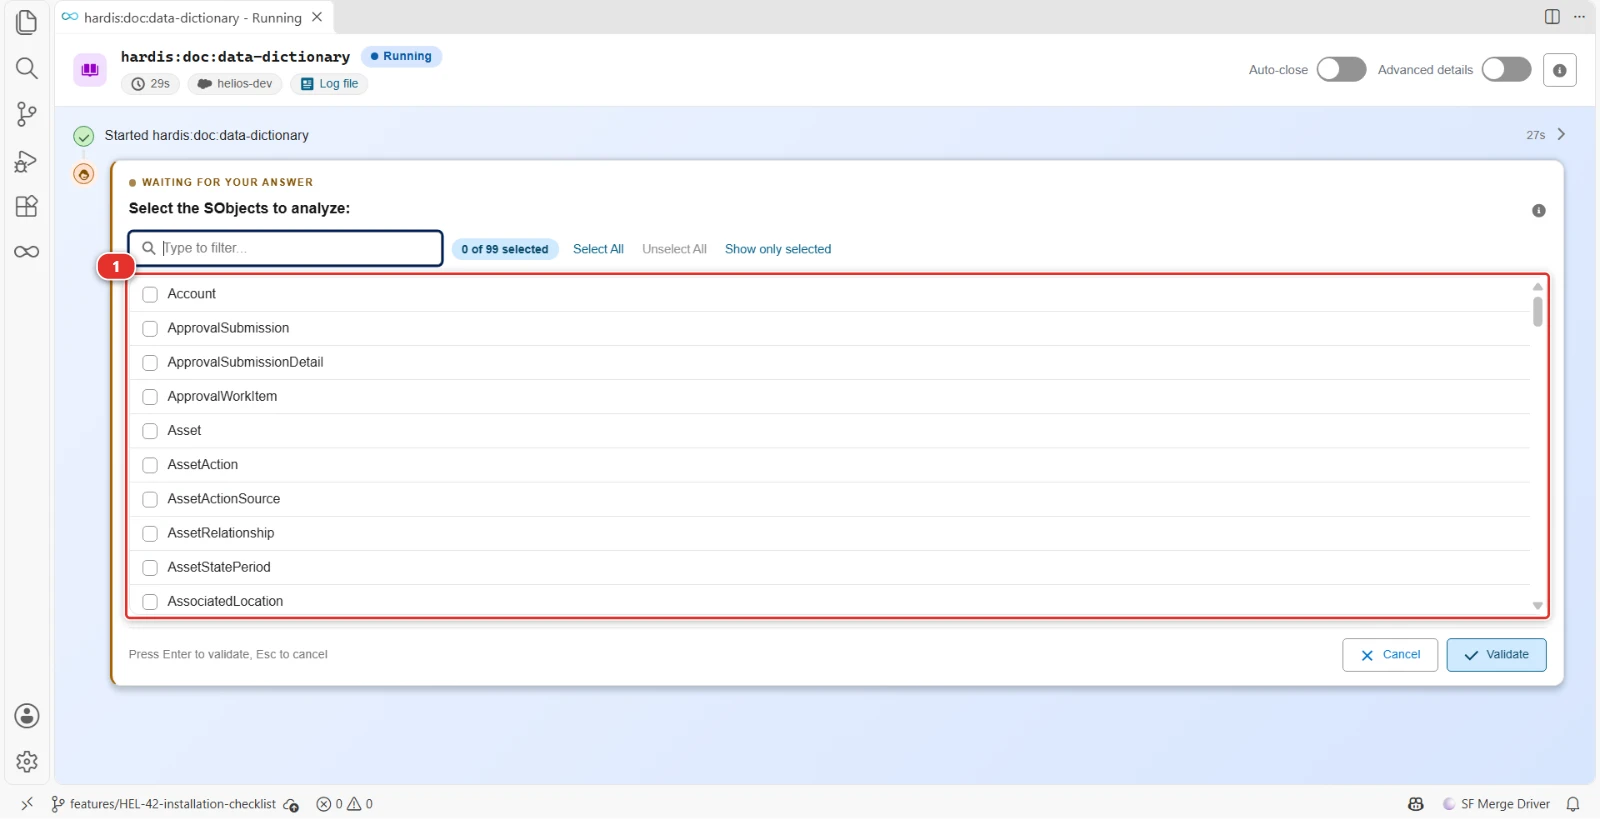 hardis:doc:data-dictionary - Running
hardis:doc:data-dictionary
Running
29s
helios-dev
Log file
Auto-close
Advanced details
Started hardis:doc:data-dictionary
27s
WAITING FOR YOUR ANSWER
Select the SObjects to analyze:
Type to filter...
0 of 99 selected
Select All
Unselect All
Show only selected
1
Account
ApprovalSubmission
ApprovalSubmissionDetail
ApprovalWorkItem
Asset
AssetAction
AssetActionSource
AssetRelationship
AssetStatePeriod
AssociatedLocation
Press Enter to validate, Esc to cancel
Cancel
Validate
features/HEL-42-installation-checklist
0
0
SF Merge Driver